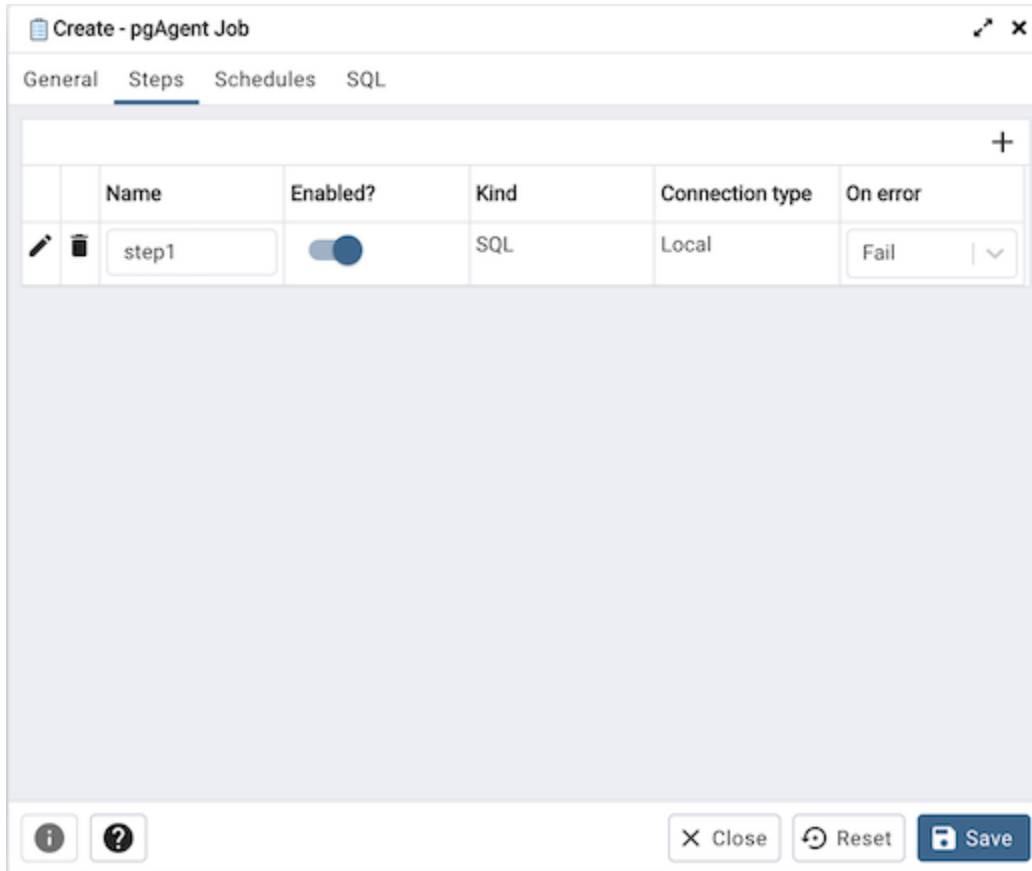 Create - pgAgent Job
General Steps Schedules SQL
Name Enabled? Kind Connection type On error
step1 SQL Local Fail
Close Reset Save